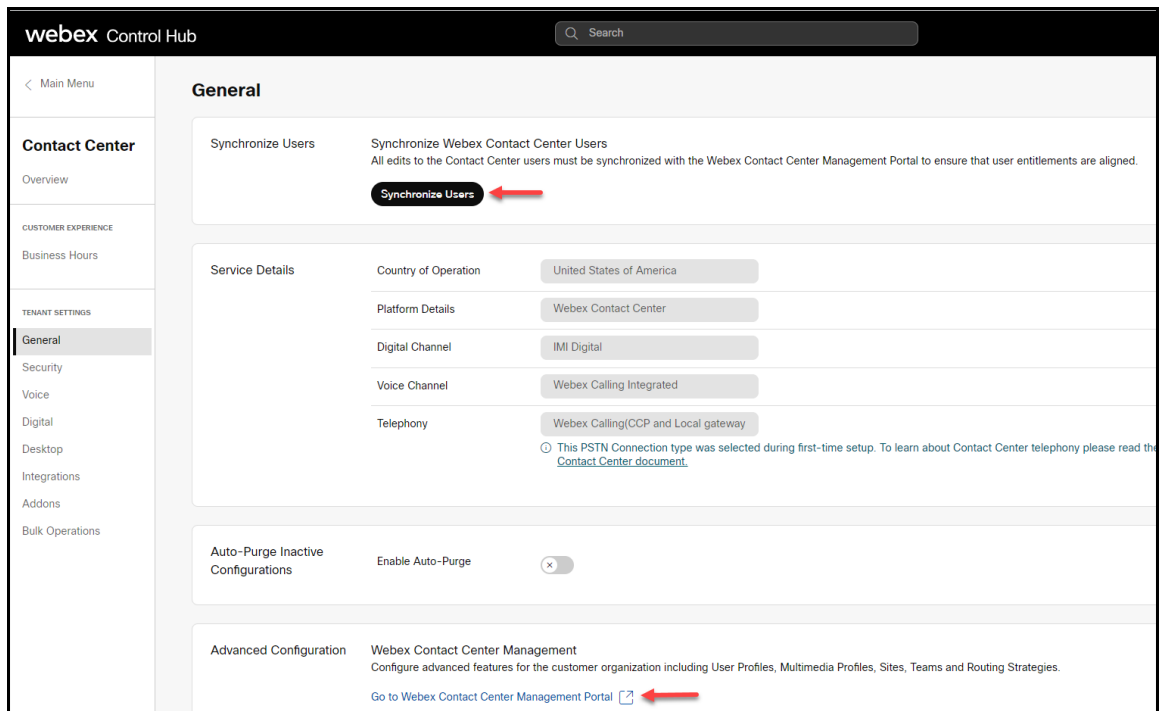 webex Control Hub
Search
Main Menu
Contact Center
Overview
CUSTOMER EXPERIENCE
Business Hours
TENANT SETTINGS
General
Security
Voice
Digital
Desktop
Integrations
Addons
Bulk Operations
General
Synchronize Users
Synchronize Webex Contact Center Users
All edits to the Contact Center users must be synchronized with the Webex Contact Center Management Portal to ensure that user entitlements are aligned.
Synchronize Users
Service Details
Country of Operation
United States of America
Platform Details
Webex Contact Center
Digital Channel
IMI Digital
Voice Channel
Webex Calling Integrated
Telephony
Webex Calling(CCP and Local gateway
This PSTN Connection type was selected during first-time setup. To learn about Contact Center telephony please read the
Contact Center document.
Auto-Purge Inactive
Configurations
Enable Auto-Purge
Advanced Configuration
Webex Contact Center Management
Configure advanced features for the customer organization including User Profiles, Multimedia Profiles, Sites, Teams and Routing Strategies.
Go to Webex Contact Center Management Portal